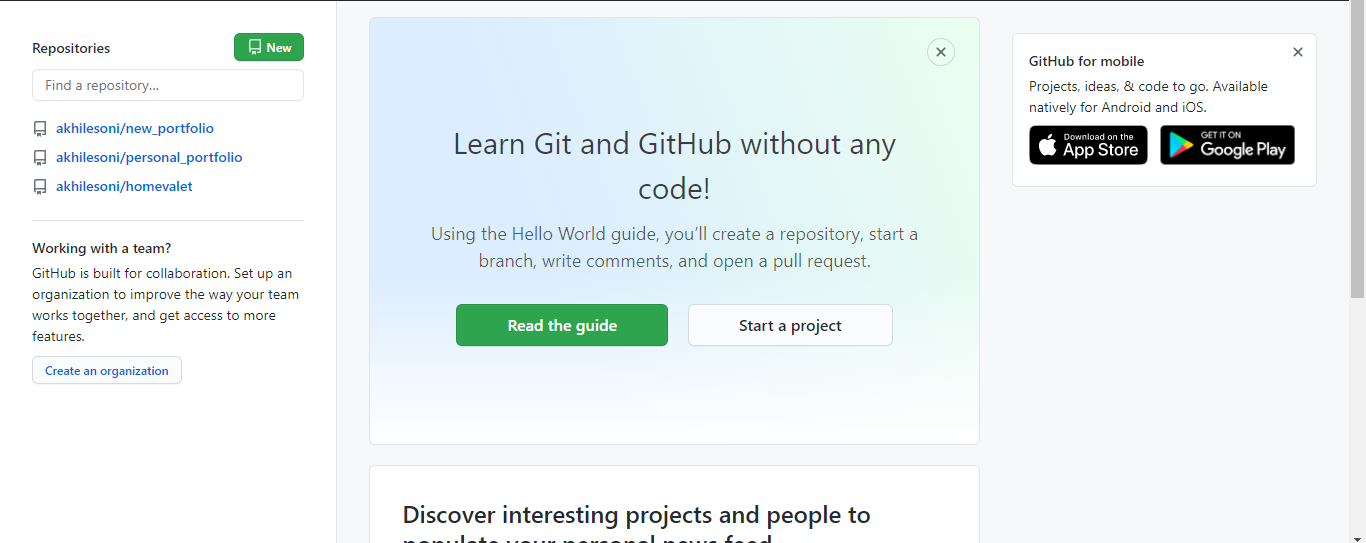 Repositories
New
Find a repository...
akhilesoni/new_portfolio
akhilesoni/personal_portfolio
akhilesoni/homevalet
Working with a team?
GitHub is built for collaboration. Set up an
organization to improve the way your team
works together, and get access to more
features.
Create an organization
Learn Git and GitHub without any
code!
Using the Hello World guide, you’ll create a repository, start a
branch, write comments, and open a pull request.
Read the guide
Start a project
Discover interesting projects and people to
populate your personal news feed
GitHub for mobile
Projects, ideas, & code to go. Available
natively for Android and iOS.
Download on the
App Store
GET IT ON
Google Play